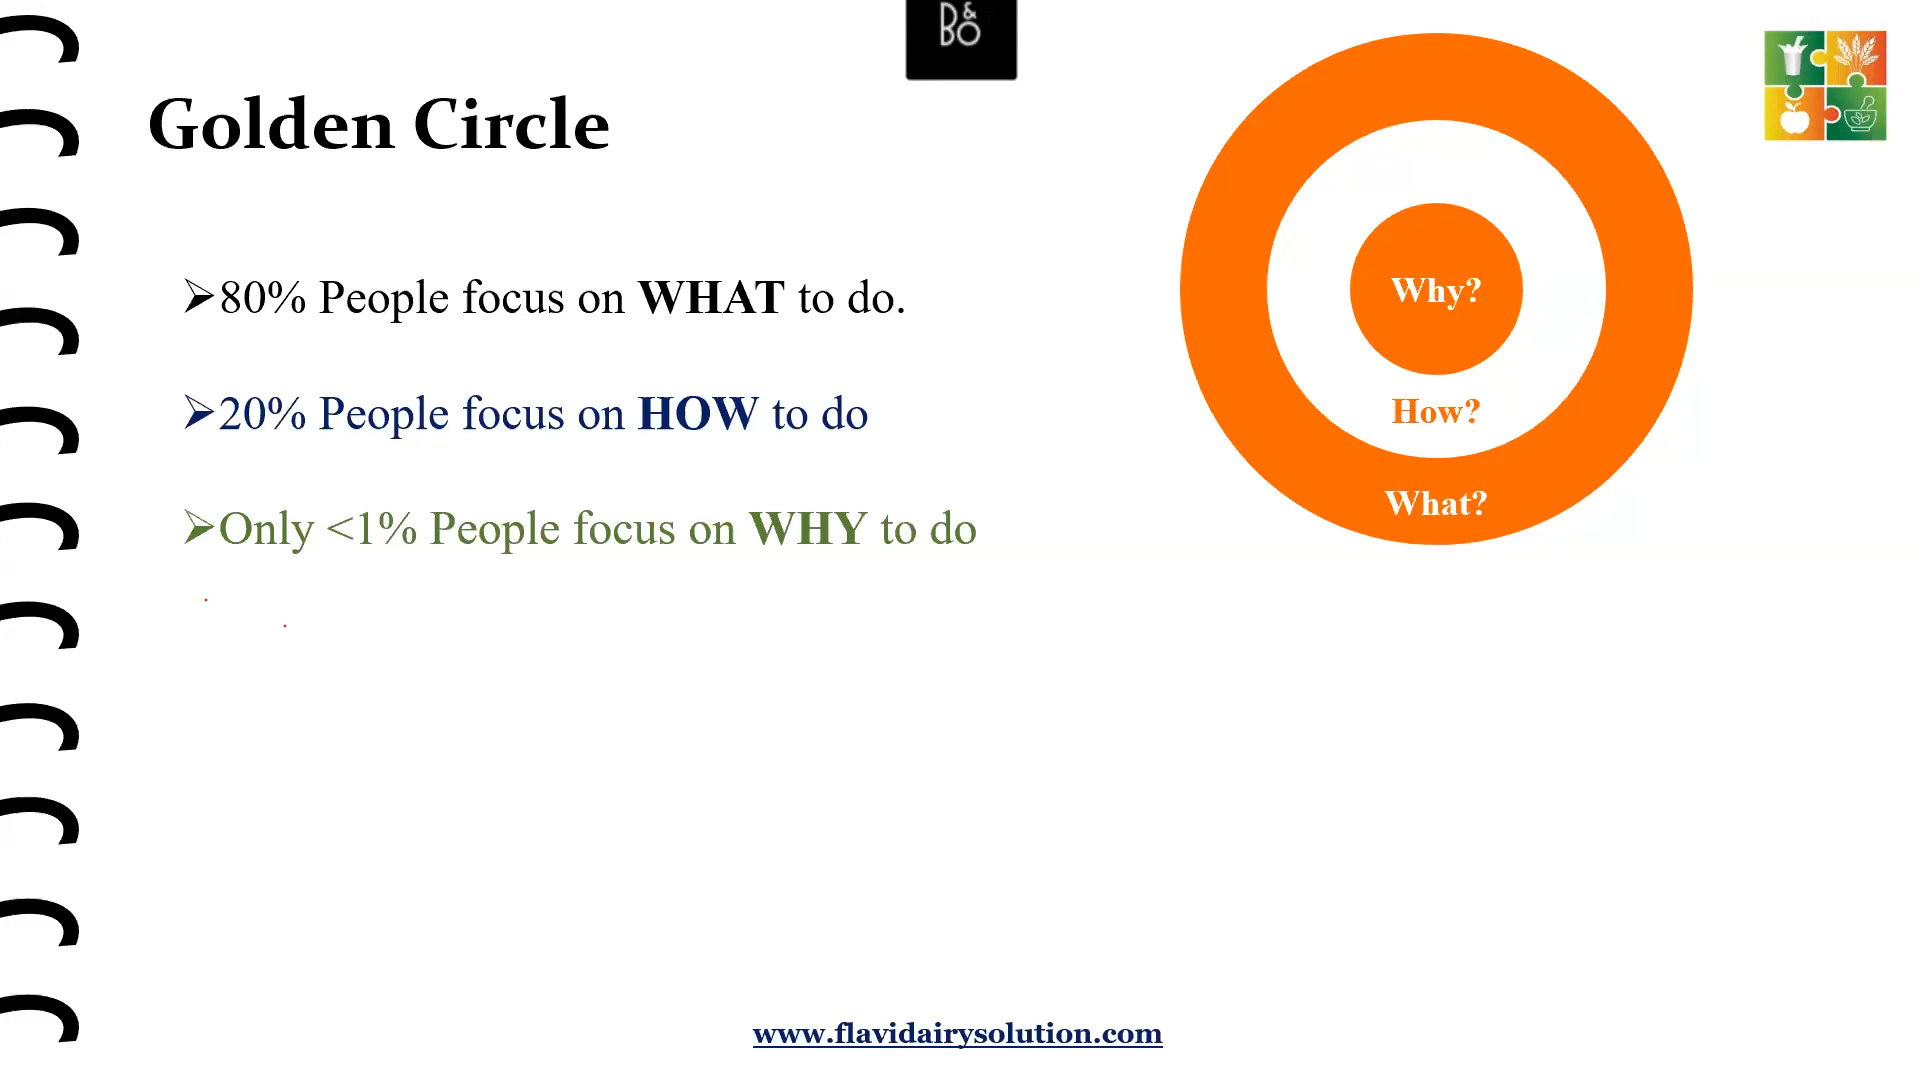 B&O
Golden Circle
➢80% People focus on WHAT to do.
➢20% People focus on HOW to do
➢Only <1% People focus on WHY to do
Why?
How?
What?
www.flavidairysolution.com